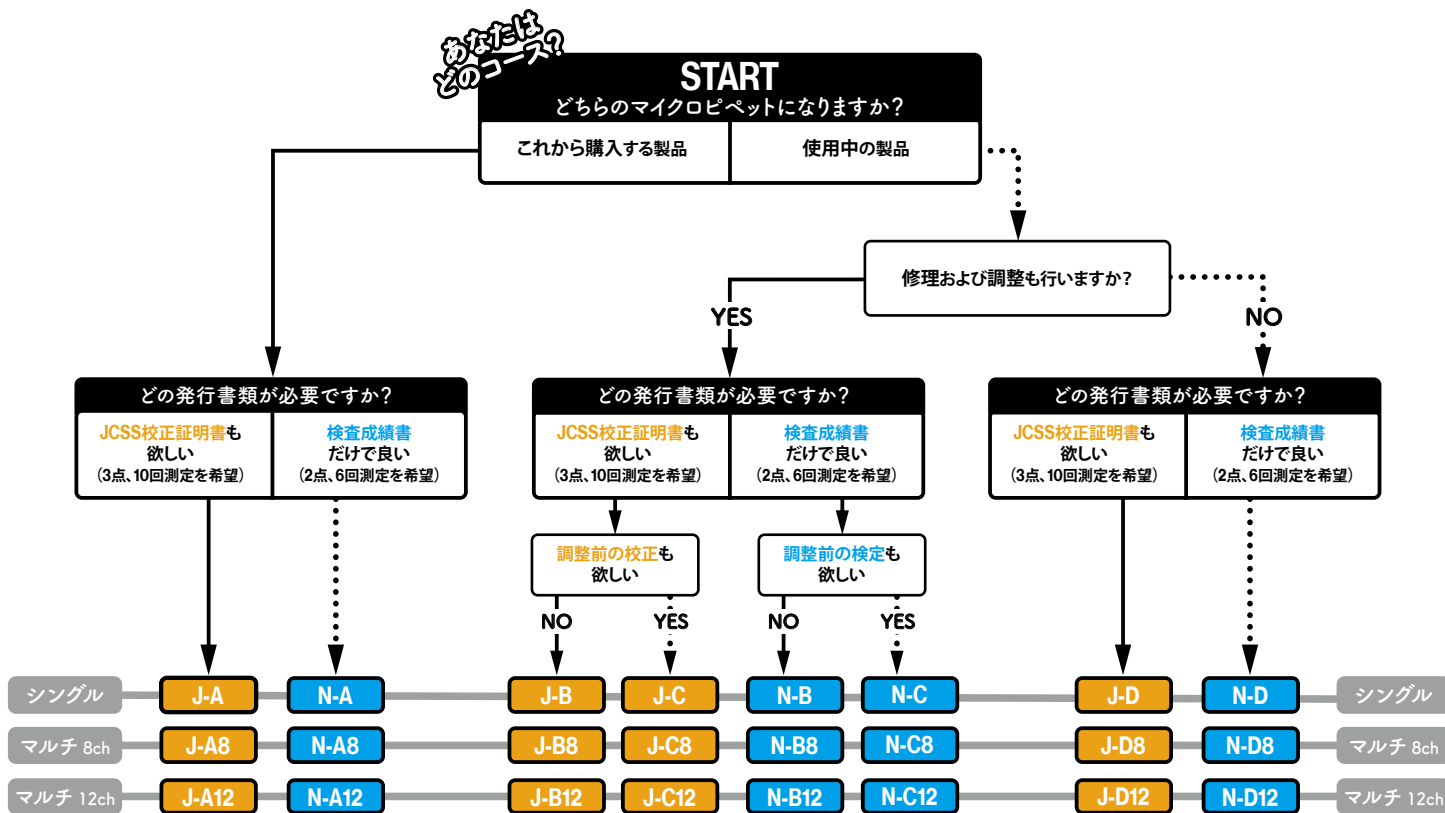 あなたは
どのコース?
START
どちらのマイクロピペットになりますか?
これから購入する製品
使用中の製品
修理および調整も行いますか?
YES
NO
どの発行書類が必要ですか?
JCSS校正証明書も
欲しい
(3点、10回測定を希望)
検査成績書
だけで良い
(2点、6回測定を希望)
どの発行書類が必要ですか?
JCSS校正証明書も
欲しい
(3点、10回測定を希望)
検査成績書
だけで良い
(2点、6回測定を希望)
どの発行書類が必要ですか?
JCSS校正証明書も
欲しい
(3点、10回測定を希望)
検査成績書
だけで良い
(2点、6回測定を希望)
調整前の校正も
欲しい
調整前の検定も
欲しい
NO
YES
NO
YES
シングル J-A N-A J-B J-C N-B N-C J-D N-D シングル
マルチ 8ch J-A8 N-A8 J-B8 J-C8 N-B8 N-C8 J-D8 N-D8 マルチ 8ch
マルチ 12ch J-A12 N-A12 J-B12 J-C12 N-B12 N-C12 J-D12 N-D12 マルチ 12ch